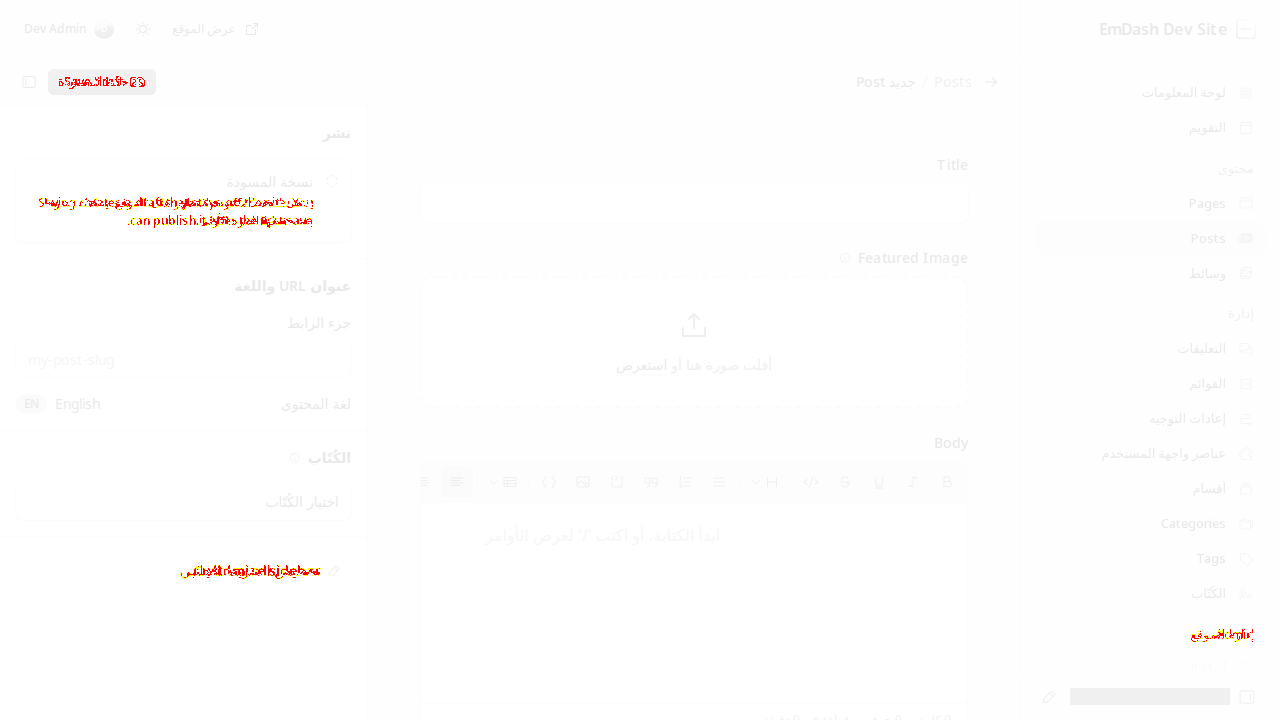 EmDash Dev Site
عرض الموقع
Dev Admin
Posts / جديد Post
لوحة المعلومات
التقويم
محتوى
Pages
Posts
وسائط
إدارة
التعليقات
القوائم
إعادات التوجيه
عناصر واجهة المستخدم
أقسام
Categories
Tags
الكُتّاب
Title
Featured Image
أفلت صورة هنا أو استعرض
Body
ابدأ الكتابة، أو اكتب '/' لعرض الأوامر
نشر
نسخة المسودة
can publish it
عنوان URL واللغة
جزء الرابط
my-post-slug
لغة المحتوى
English EN
الكُتّاب
اختيار الكُتّاب